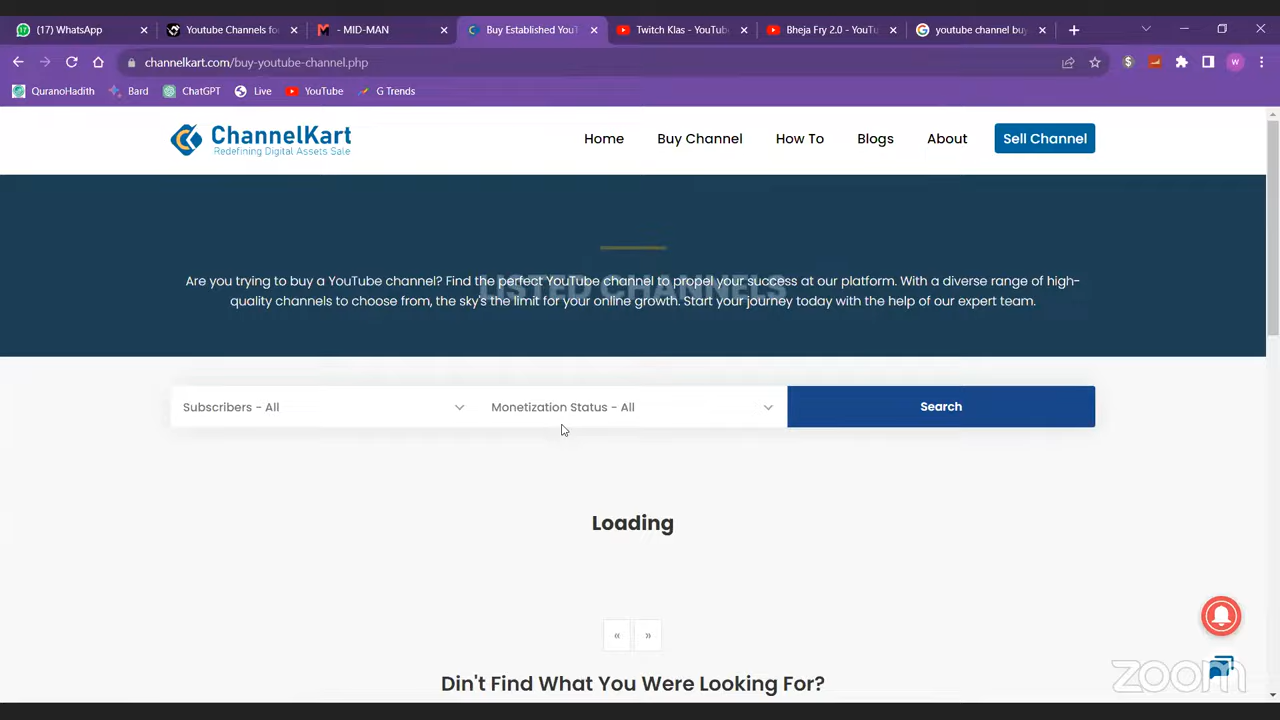 (17) WhatsApp
Youtube Channels fo
- MID-MAN
Buy Established YouT
Twitch Klas - YouTube
Bheja Fry 2.0 - YouTu
youtube channel buy
channelkart.com/buy-youtube-channel.php
QuranoHadith
Bard
ChatGPT
Live
YouTube
G Trends
ChannelKart
Redefining Digital Assets Sale
Home
Buy Channel
How To
Blogs
About
Sell Channel
LISTED CHANNELS
Are you trying to buy a YouTube channel? Find the perfect YouTube channel to propel your success at our platform. With a diverse range of high-
quality channels to choose from, the sky's the limit for your online growth. Start your journey today with the help of our expert team.
Subscribers - All
Monetization Status - All
Search
Loading
«
»
Din't Find What You Were Looking For?
zoom